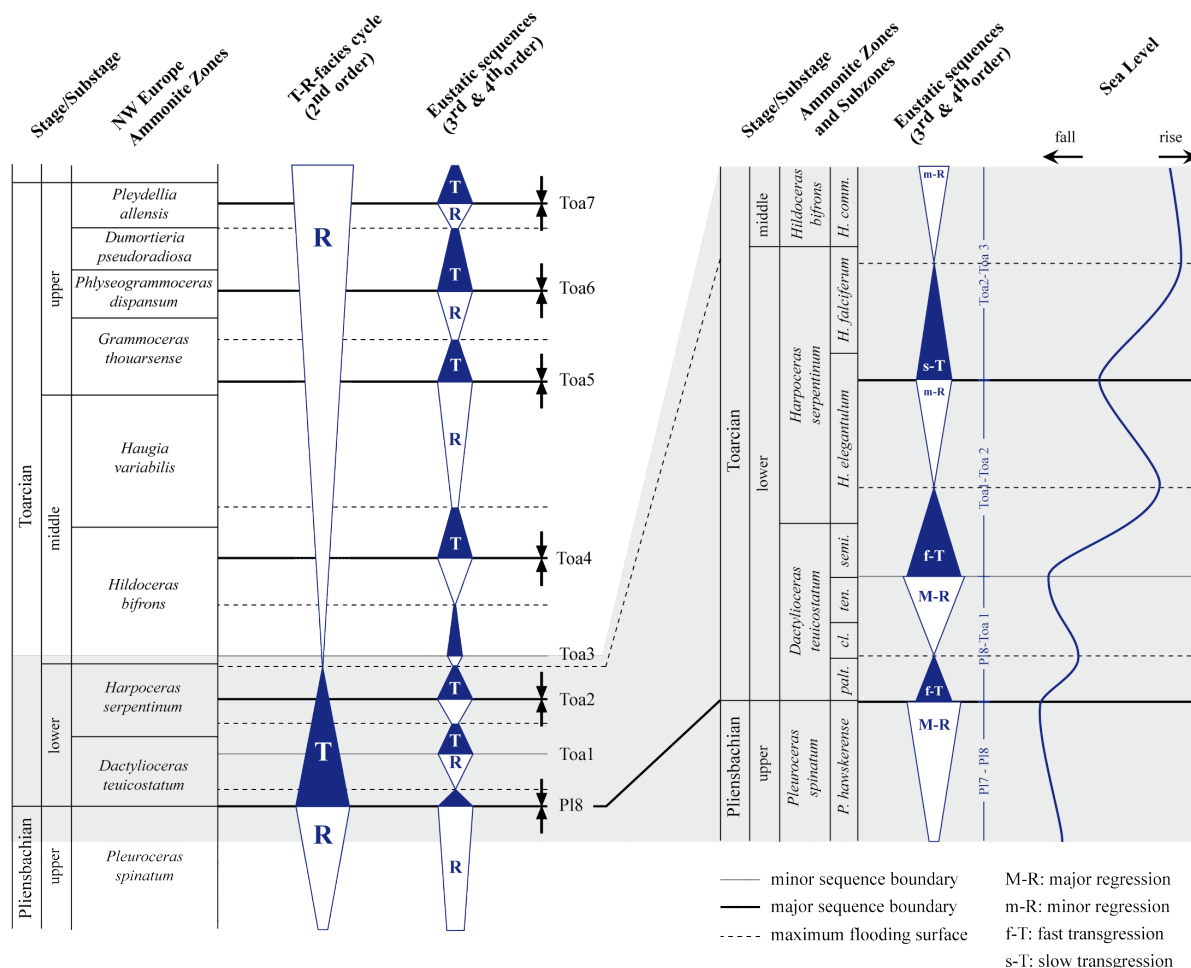 Stage/Substage
NW Europe
Ammonite Zones
T-R-facies cycle
(2nd order)
Eustatic sequences
(3rd & 4th order)
Toarcian
Pliensbachian
upper
middle
lower
upper
Pleydellia
allensis
Dumortieria
pseudoradiosa
Phlyseogrammoceras
dispansum
Grammoceras
thouarsense
Haugia
variabilis
Hildoceras
bifrons
Harpoceras
serpentinum
Dactylioceras
teuicostatum
Pleuroceras
spinatum
R
T
R
T
R
T
R
T
R
T
T
T
R
R
Toa7
Toa6
Toa5
Toa4
Toa3
Toa2
Toa1
Pl8
Stage/Substage
Ammonite Zones
and Subzones
Eustatic sequences
(3rd & 4th order)
Sea Level
fall
rise
Toarcian
Pliensbachian
middle
lower
upper
Hildoceras
bifrons
Harpoceras
serpentinum
Dactylioceras
teuicostatum
Pleuroceras
spinatum
H. comm.
H. falciferum
H. elegantulum
semi.
ten.
cl.
palt.
P. hawskerense
m-R
s-T
m-R
f-T
M-R
f-T
M-R
Toa2-Toa 3
Toa1-Toa 2
Pl8-Toa 1
Pl7 - Pl8
minor sequence boundary
major sequence boundary
maximum flooding surface
M-R: major regression
m-R: minor regression
f-T: fast transgression
s-T: slow transgression